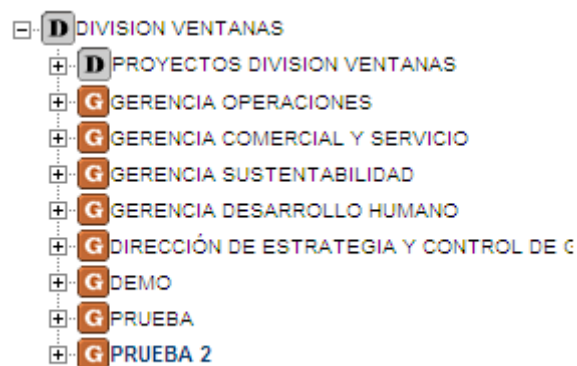 D DIVISION VENTANAS
D PROYECTOS DIVISION VENTANAS
G GERENCIA OPERACIONES
G GERENCIA COMERCIAL Y SERVICIO
G GERENCIA SUSTENTABILIDAD
G GERENCIA DESARROLLO HUMANO
G DIRECCIÓN DE ESTRATEGIA Y CONTROL DE G
G DEMO
G PRUEBA
G PRUEBA 2